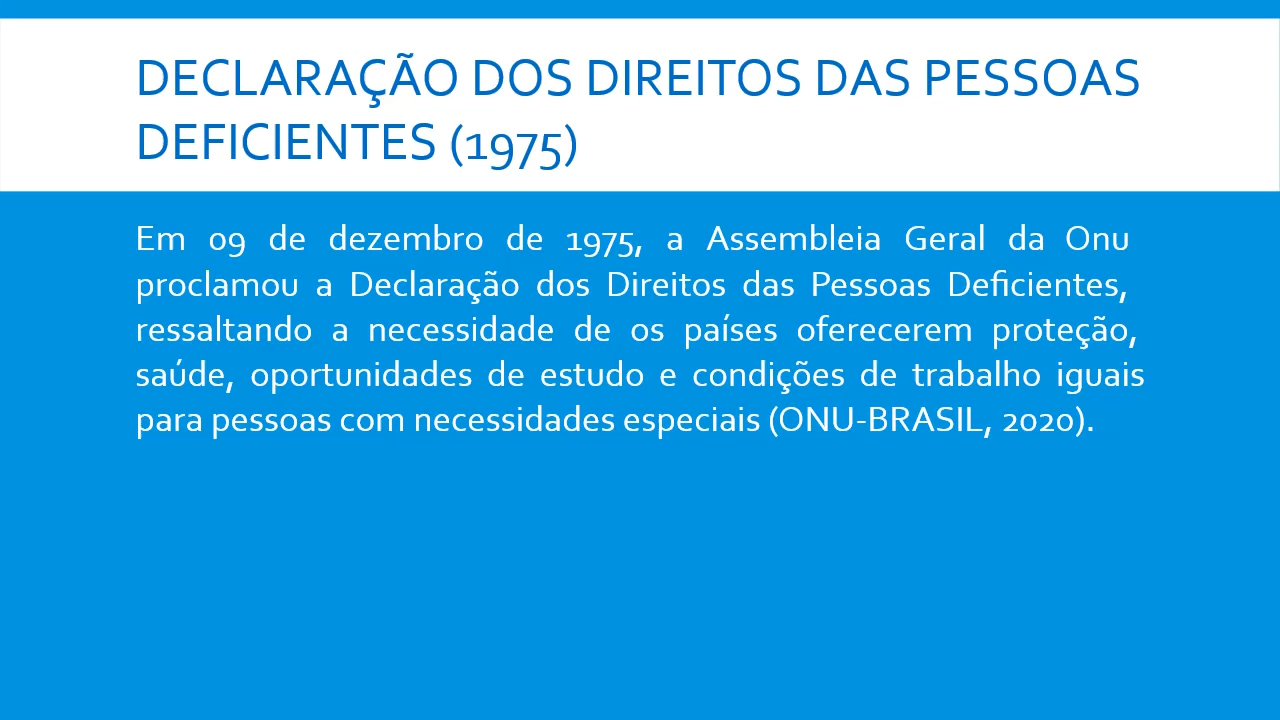 DECLARAÇÃO DOS DIREITOS DAS PESSOAS
DEFICIENTES (1975)
Em 09 de dezembro de 1975, a Assembleia Geral da Onu
proclamou a Declaração dos Direitos das Pessoas Deficientes,
ressaltando a necessidade de os países oferecerem proteção,
saúde, oportunidades de estudo e condições de trabalho iguais
para pessoas com necessidades especiais (ONU-BRASIL, 2020).